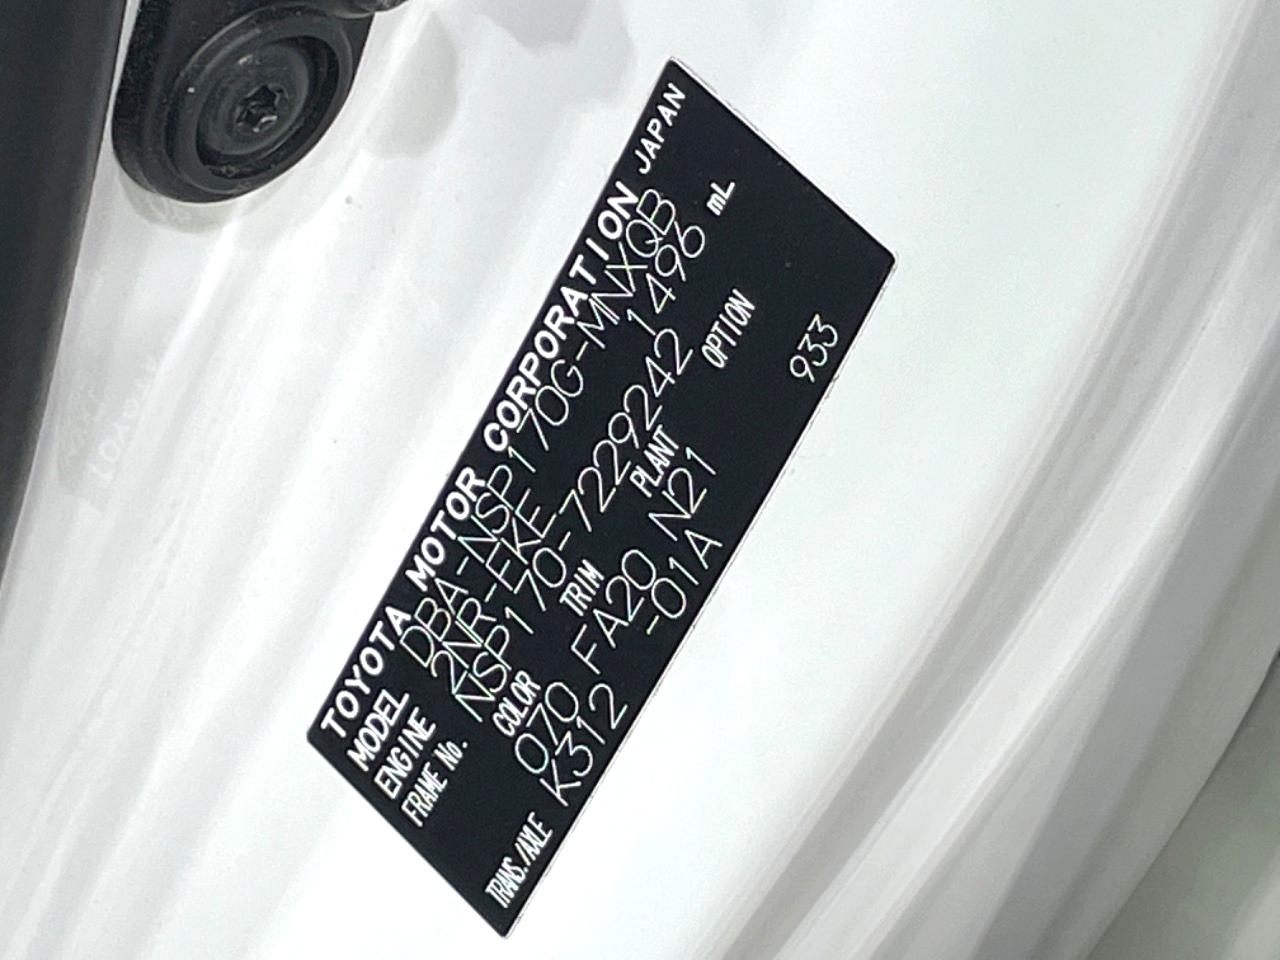 TOYOTA MOTOR CORPORATION JAPAN
MODEL DBA-NSP170G-MNXQB
ENGINE 2NR-FKE 1496 mL
FRAME No. NSP170-7229242
COLOR TRIM PLANT OPTION
070 FA20 N21
TRANS./AXLE K312 -01A 933